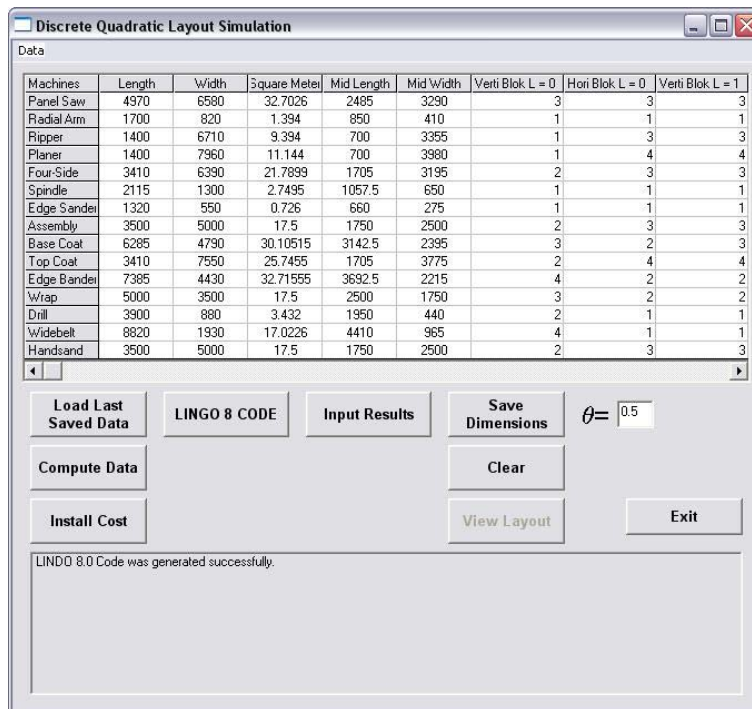 Discrete Quadratic Layout Simulation
Data
Machines Length Width Square Meter Mid Length Mid Width Verti Blok L = 0 Hori Blok L = 0 Verti Blok L = 1
Panel Saw 4970 6580 32.7026 2485 3290 3 3 3
Radial Arm 1700 820 1.394 850 410 1 1 1
Ripper 1400 6710 9.394 700 3355 1 3 3
Planer 1400 7960 11.144 700 3980 1 4 4
Four-Side 3410 6390 21.7899 1705 3195 2 3 3
Spindle 2115 1300 2.7495 1057.5 650 1 1 1
Edge Sander 1320 550 0.726 660 275 1 1 1
Assembly 3500 5000 17.5 1750 2500 2 3 3
Base Coat 6285 4790 30.10515 3142.5 2395 3 2 3
Top Coat 3410 7550 25.7455 1705 3775 2 4 4
Edge Bander 7385 4430 32.71555 3692.5 2215 4 2 2
Wrap 5000 3500 17.5 2500 1750 3 2 2
Drill 3900 880 3.432 1950 440 2 1 1
Widebelt 8820 1930 17.0226 4410 965 4 1 1
Handsand 3500 5000 17.5 1750 2500 2 3 3
Load Last Saved Data LINGO 8 CODE Input Results Save Dimensions θ= 0.5
Compute Data Clear
Install Cost View Layout Exit
LINDO 8.0 Code was generated successfully.